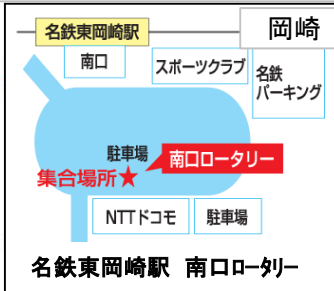 岡崎
名鉄東岡崎駅
南口
スポーツクラブ
名鉄
パーキング
駐車場
南口ロータリー
集合場所★
NTTドコモ
駐車場
名鉄東岡崎駅 南口ﾛｰﾀﾘｰ